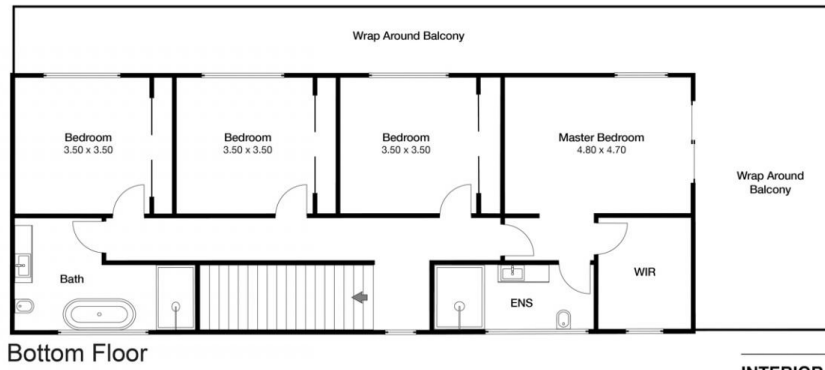 Wrap Around Balcony
Bedroom
3.50 x 3.50
Bedroom
3.50 x 3.50
Bedroom
3.50 x 3.50
Master Bedroom
4.80 x 4.70
Wrap Around
Balcony
Bath
ENS
WIR
Bottom Floor
INTERIOR